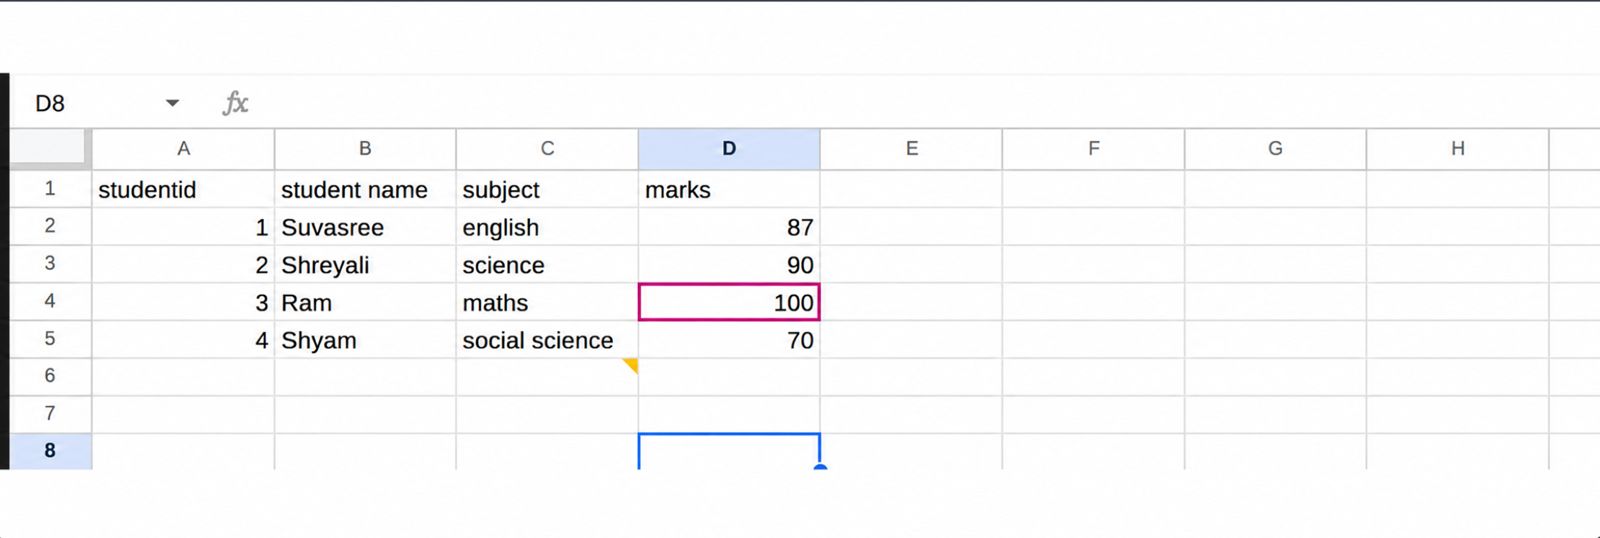 D8 fx
A B C D E F G H
1 studentid student name subject marks
2 1 Suvasree english 87
3 2 Shreyali science 90
4 3 Ram maths 100
5 4 Shyam social science 70
6
7
8